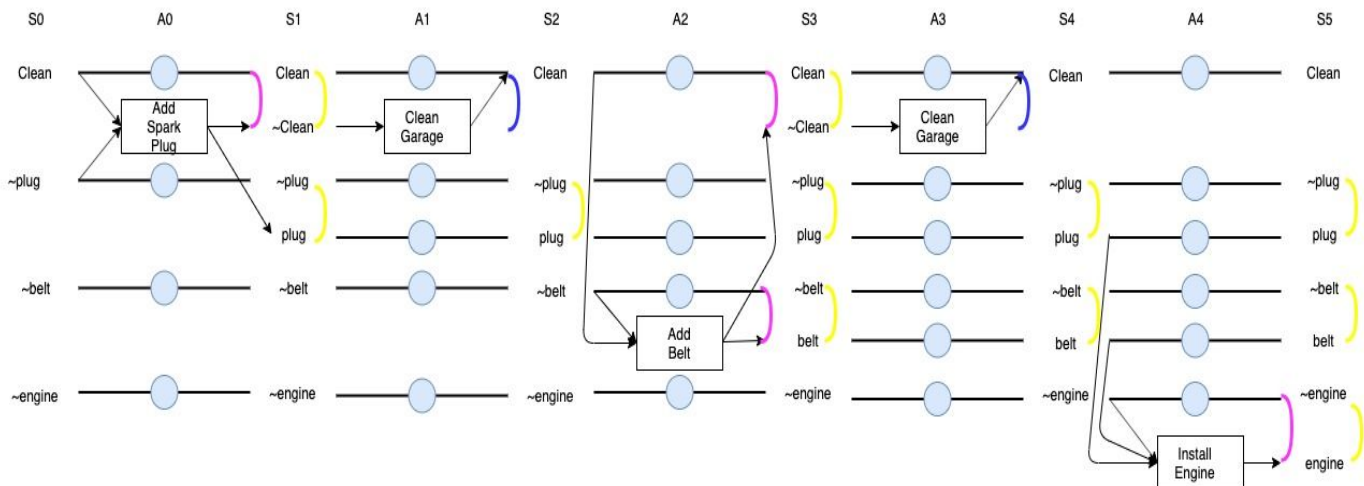 S0 A0 S1 A1 S2 A2 S3 A3 S4 A4 S5
Clean Clean Clean Clean Clean Clean
Add
Spark
Plug
~Clean
Clean
Garage
~Clean
Clean
Garage
~plug ~plug ~plug ~plug ~plug ~plug
plug plug plug plug plug
~belt ~belt ~belt ~belt ~belt ~belt
Add
Belt
belt belt belt
~engine ~engine ~engine ~engine ~engine ~engine
Install
Engine
engine